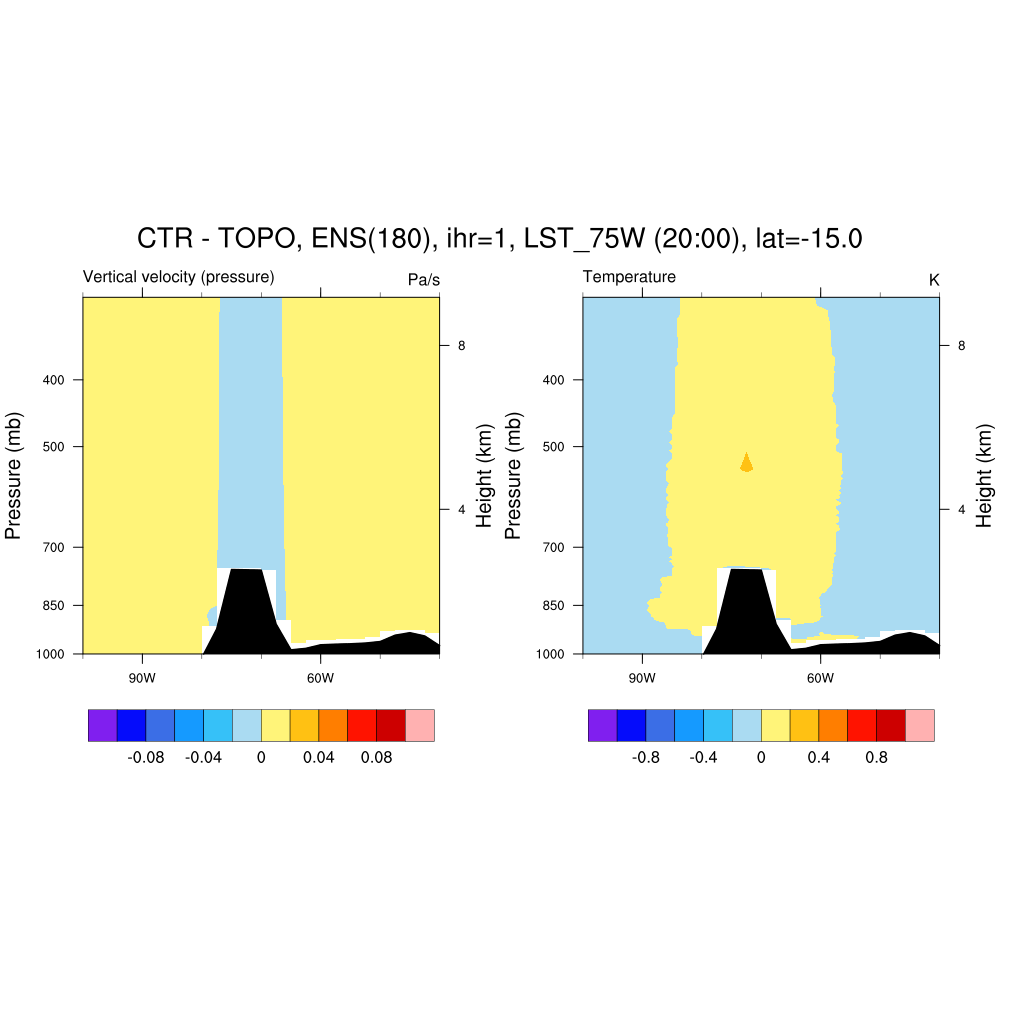 CTR - TOPO, ENS(180), ihr=1, LST_75W (20:00), lat=-15.0
Vertical velocity (pressure)
Pa/s
Pressure (mb)
400
500
700
850
1000
8
4
Height (km)
90W
60W
-0.08
-0.04
0
0.04
0.08
Temperature
K
Pressure (mb)
400
500
700
850
1000
8
4
Height (km)
90W
60W
-0.8
-0.4
0
0.4
0.8